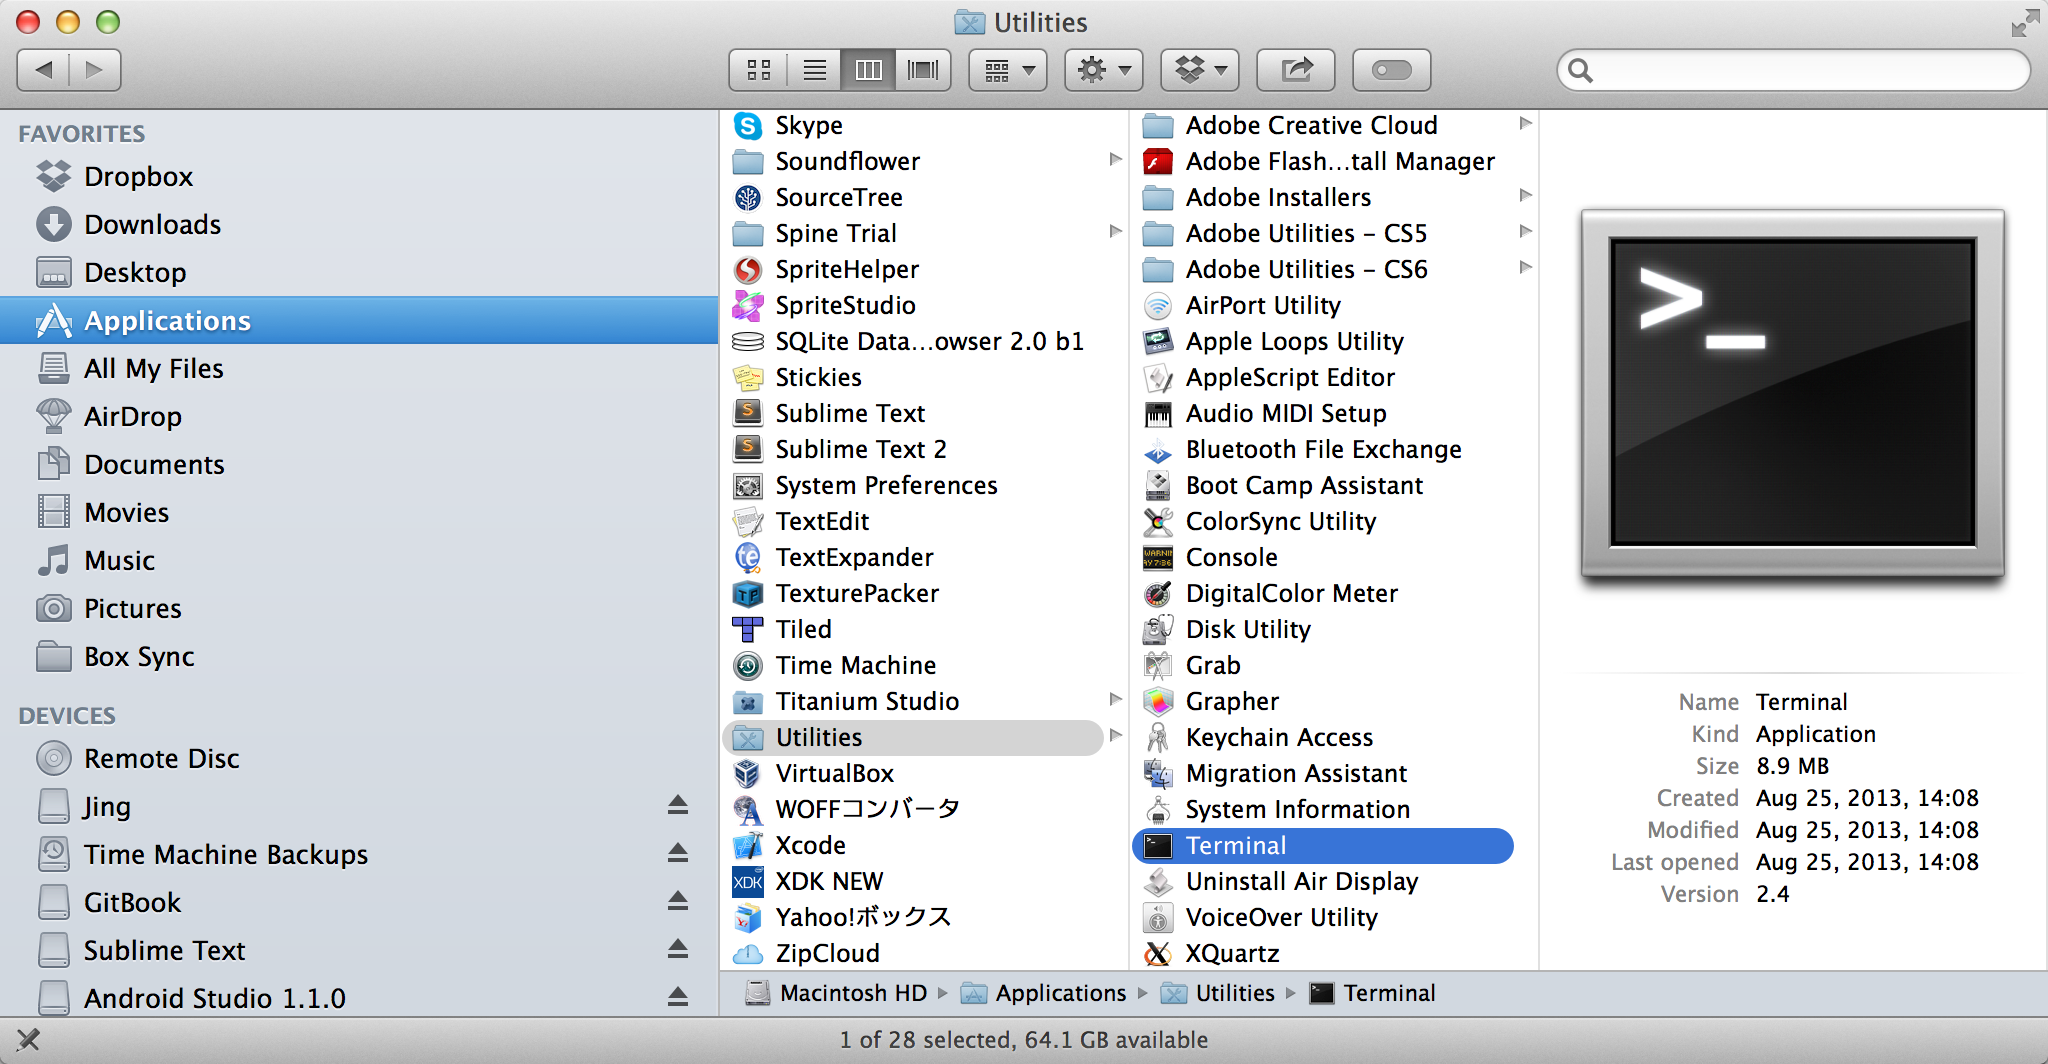 Utilities
FAVORITES
Dropbox
Downloads
Desktop
Applications
All My Files
AirDrop
Documents
Movies
Music
Pictures
Box Sync
DEVICES
Remote Disc
Jing
Time Machine Backups
GitBook
Sublime Text
Android Studio 1.1.0
Skype
Soundflower
SourceTree
Spine Trial
SpriteHelper
SpriteStudio
SQLite Data...owser 2.0 b1
Stickies
Sublime Text
Sublime Text 2
System Preferences
TextEdit
TextExpander
TexturePacker
Tiled
Time Machine
Titanium Studio
Utilities
VirtualBox
WOFFコンバータ
Xcode
XDK NEW
Yahoo!ボックス
ZipCloud
Adobe Creative Cloud
Adobe Flash...tall Manager
Adobe Installers
Adobe Utilities - CS5
Adobe Utilities - CS6
AirPort Utility
Apple Loops Utility
AppleScript Editor
Audio MIDI Setup
Bluetooth File Exchange
Boot Camp Assistant
ColorSync Utility
Console
DigitalColor Meter
Disk Utility
Grab
Grapher
Keychain Access
Migration Assistant
System Information
Terminal
Uninstall Air Display
VoiceOver Utility
XQuartz
>_
Name Terminal
Kind Application
Size 8.9 MB
Created Aug 25, 2013, 14:08
Modified Aug 25, 2013, 14:08
Last opened Aug 25, 2013, 14:08
Version 2.4
Macintosh HD ▸ Applications ▸ Utilities ▸ Terminal
1 of 28 selected, 64.1 GB available